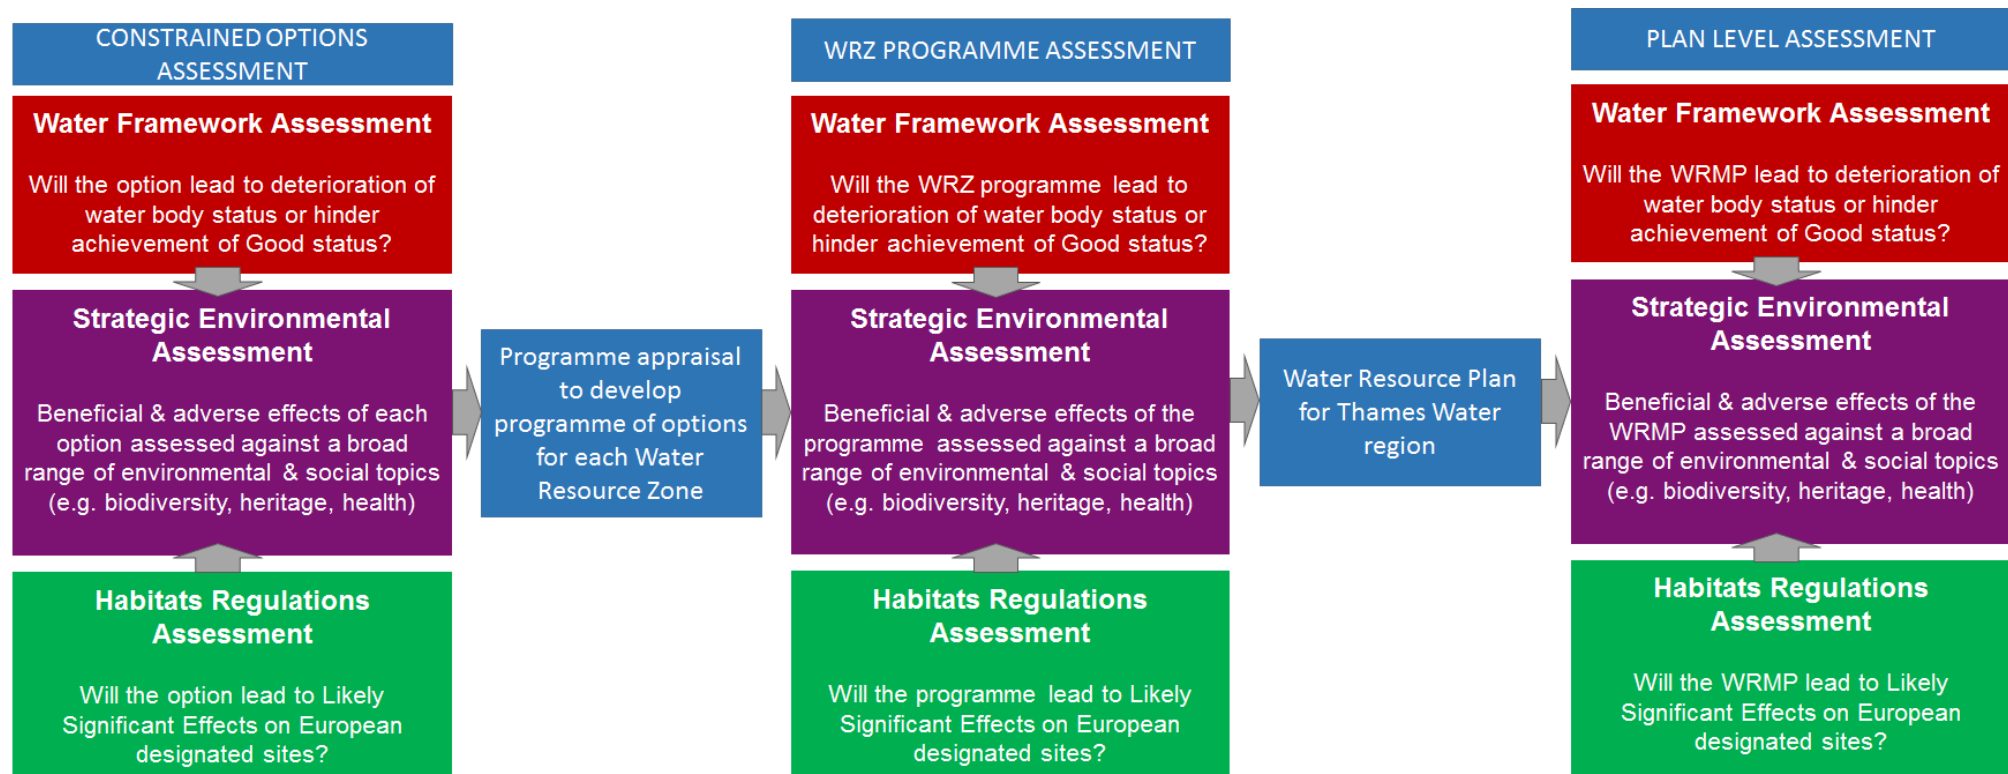 CONSTRAINED OPTIONS
ASSESSMENT
Water Framework Assessment
Will the option lead to deterioration of
water body status or hinder
achievement of Good status?
Strategic Environmental
Assessment
Beneficial & adverse effects of each
option assessed against a broad
range of environmental & social topics
(e.g. biodiversity, heritage, health)
Habitats Regulations
Assessment
Will the option lead to Likely
Significant Effects on European
designated sites?
Programme appraisal
to develop
programme of options
for each Water
Resource Zone
WRZ PROGRAMME ASSESSMENT
Water Framework Assessment
Will the WRZ programme lead to
deterioration of water body status or
hinder achievement of Good status?
Strategic Environmental
Assessment
Beneficial & adverse effects of the
programme assessed against a broad
range of environmental & social topics
(e.g. biodiversity, heritage, health)
Habitats Regulations
Assessment
Will the programme lead to Likely
Significant Effects on European
designated sites?
Water Resource Plan
for Thames Water
region
PLAN LEVEL ASSESSMENT
Water Framework Assessment
Will the WRMP lead to deterioration of
water body status or hinder
achievement of Good status?
Strategic Environmental
Assessment
Beneficial & adverse effects of the
WRMP assessed against a broad
range of environmental & social topics
(e.g. biodiversity, heritage, health)
Habitats Regulations
Assessment
Will the WRMP lead to Likely
Significant Effects on European
designated sites?